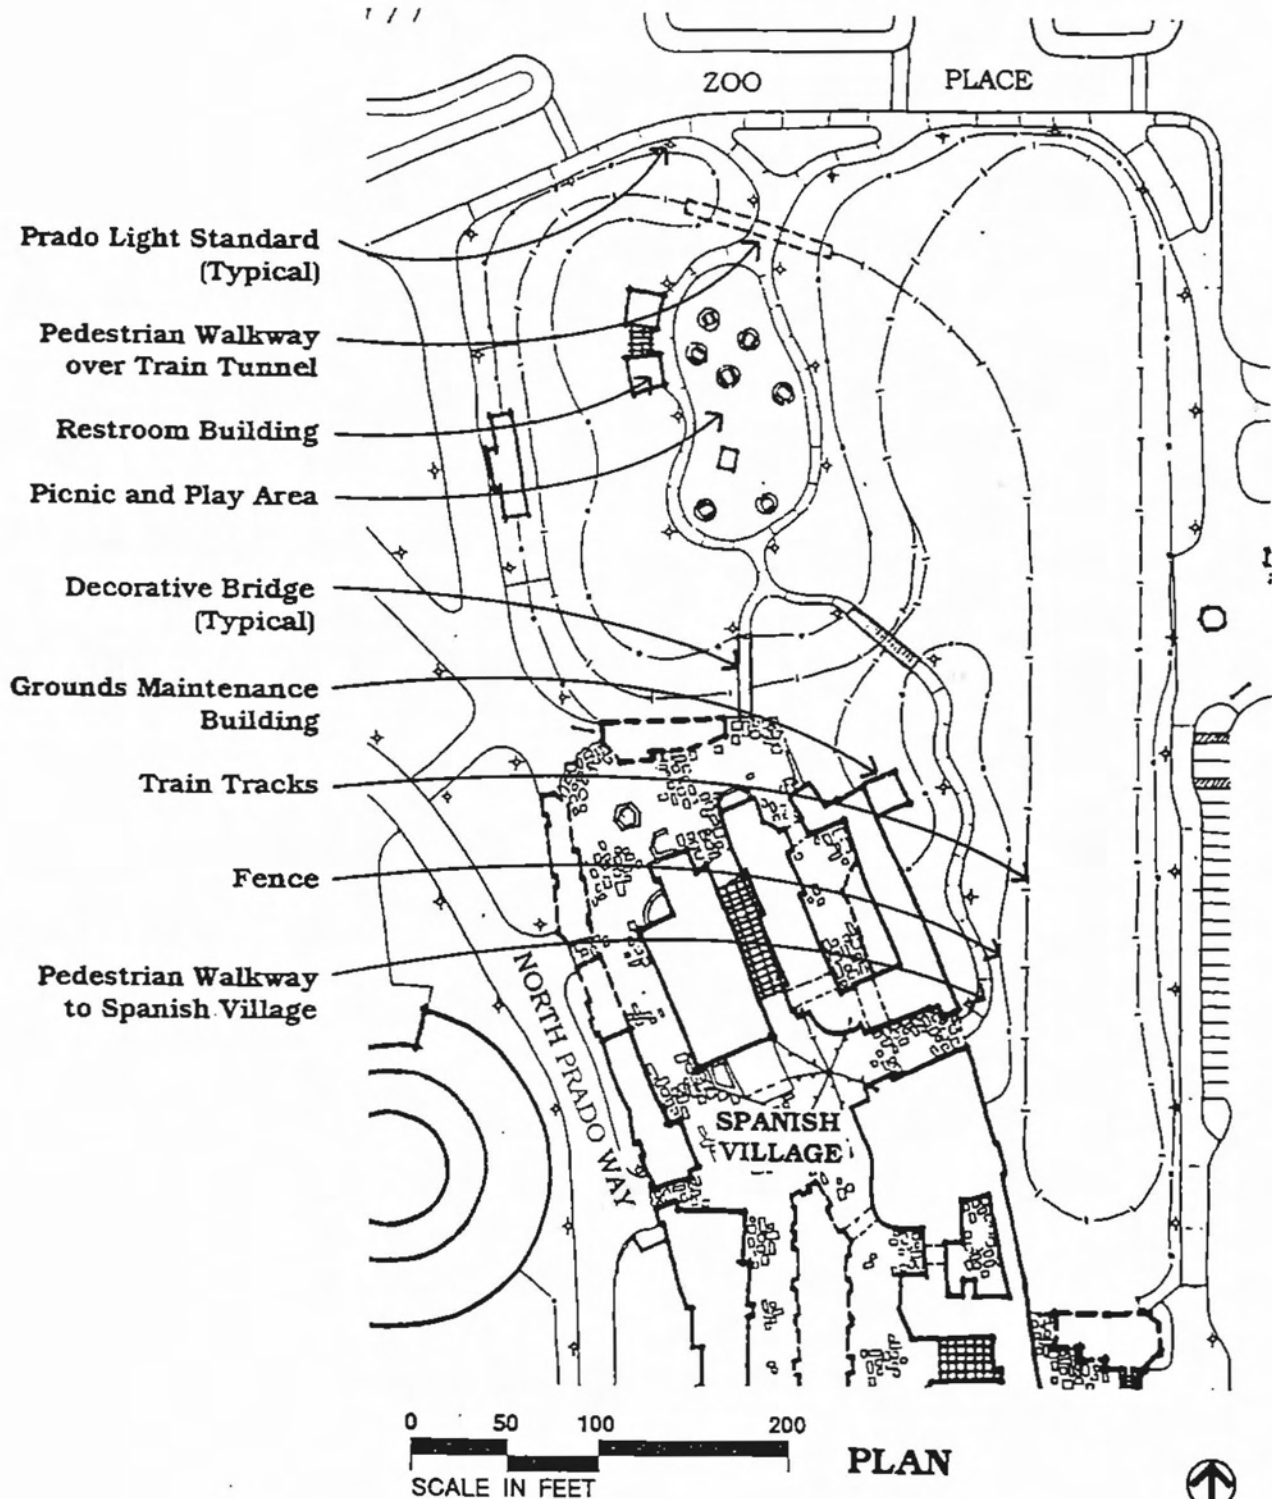 ZOO PLACE
Prado Light Standard
(Typical)
Pedestrian Walkway
over Train Tunnel
Restroom Building
Picnic and Play Area
Decorative Bridge
(Typical)
Grounds Maintenance
Building
Train Tracks
Fence
Pedestrian Walkway
to Spanish Village
NORTH PRADO WAY
SPANISH
VILLAGE
0 50 100 200
SCALE IN FEET
PLAN